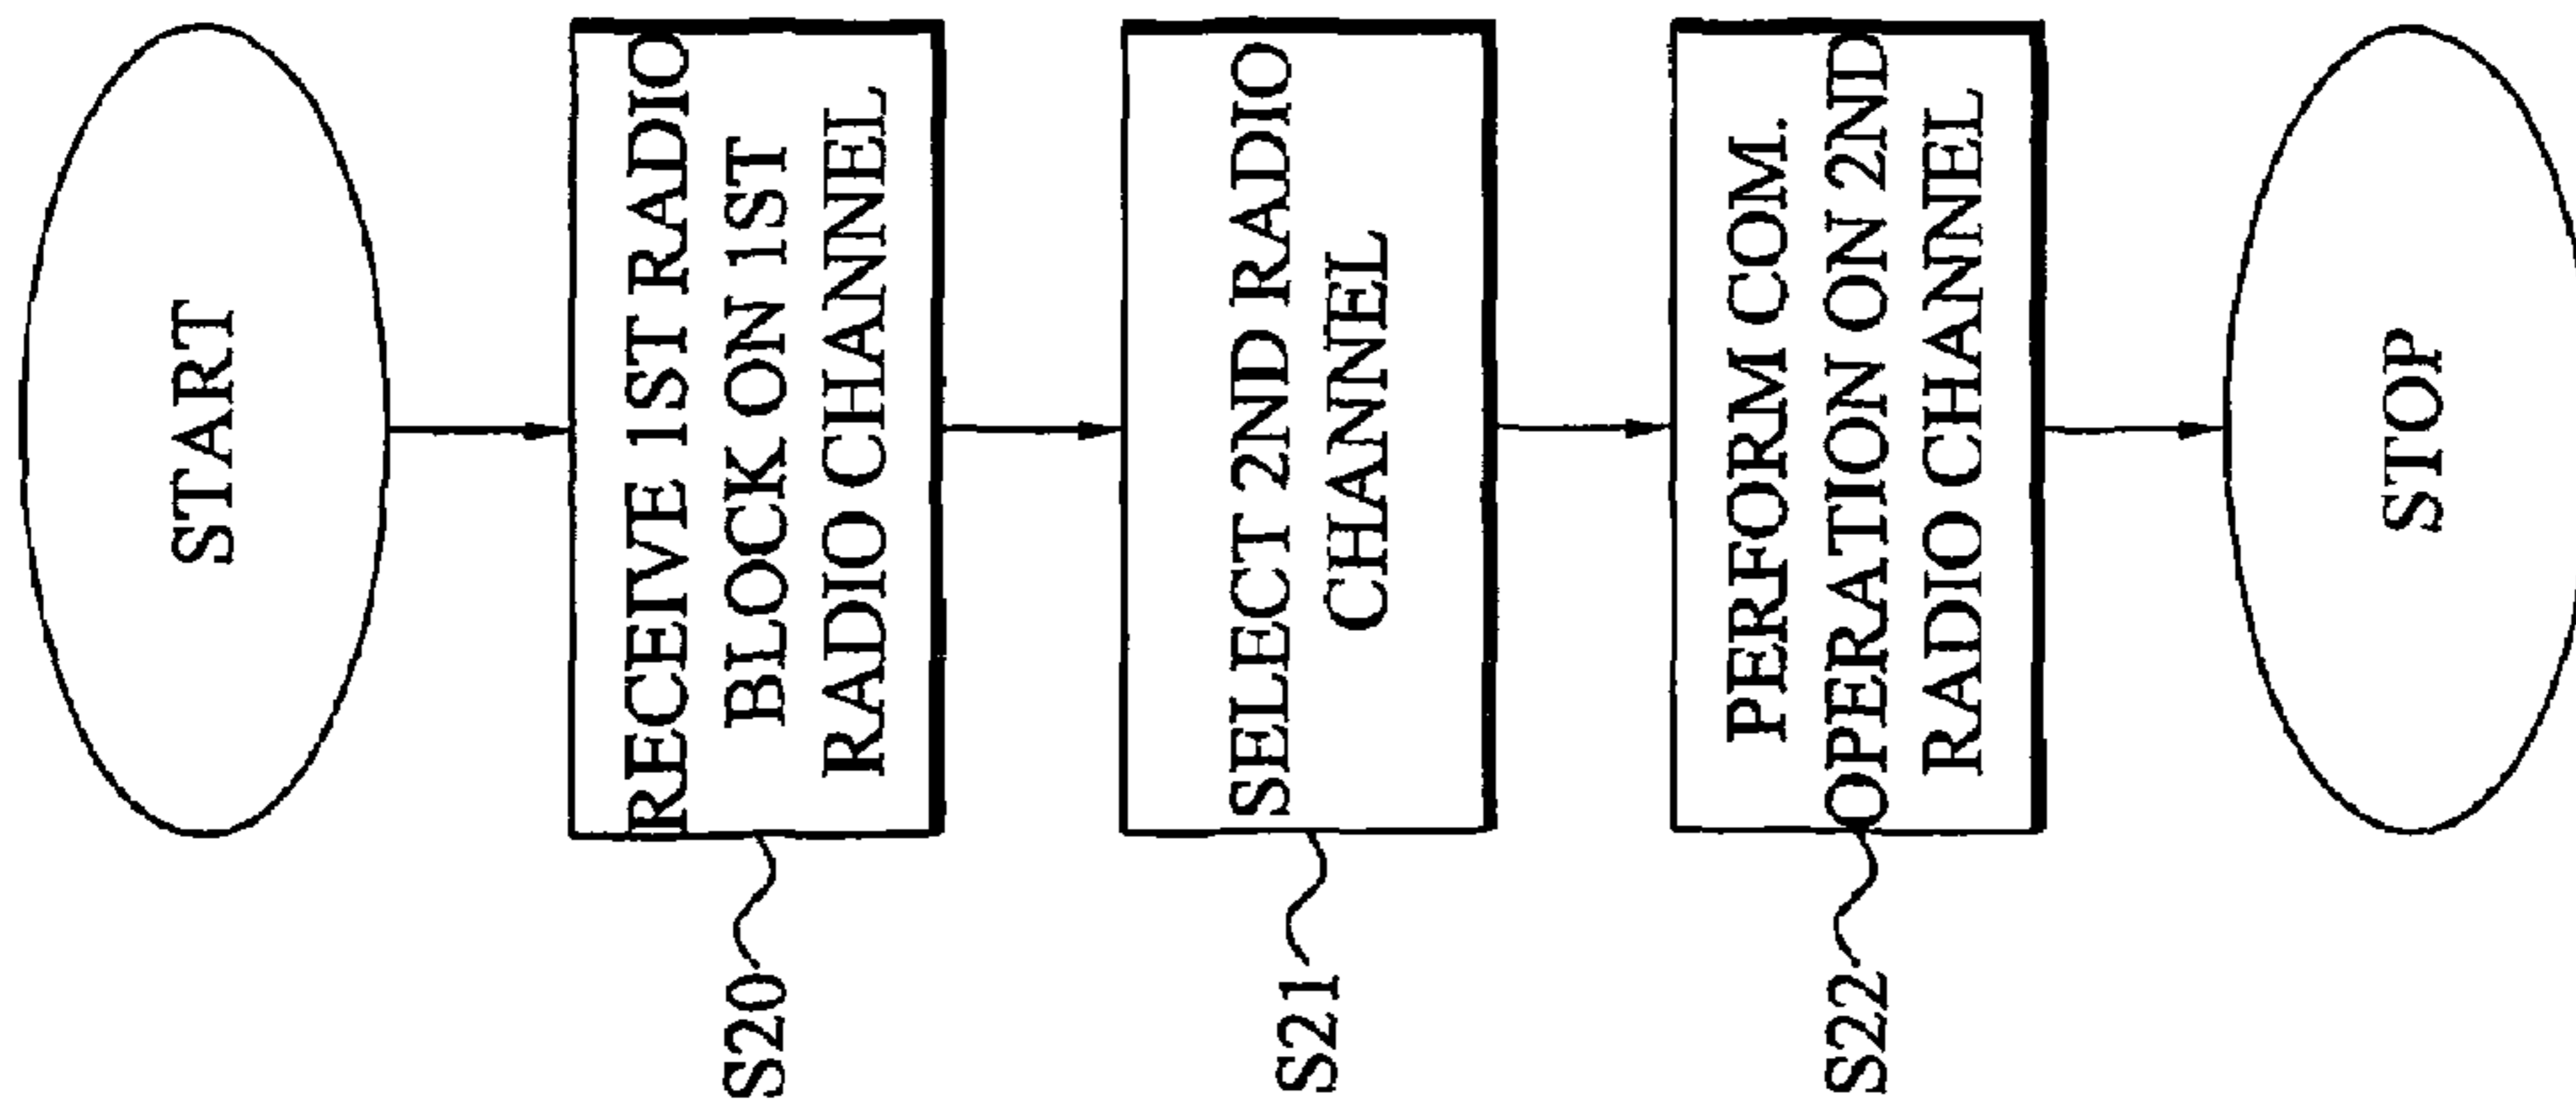 START
RECEIVE 1ST RADIO
BLOCK ON 1ST
RADIO CHANNEL
S20
SELECT 2ND RADIO
CHANNEL
S21
PERFORM COM.
OPERATION ON 2ND
RADIO CHANNEL
S22
STOP